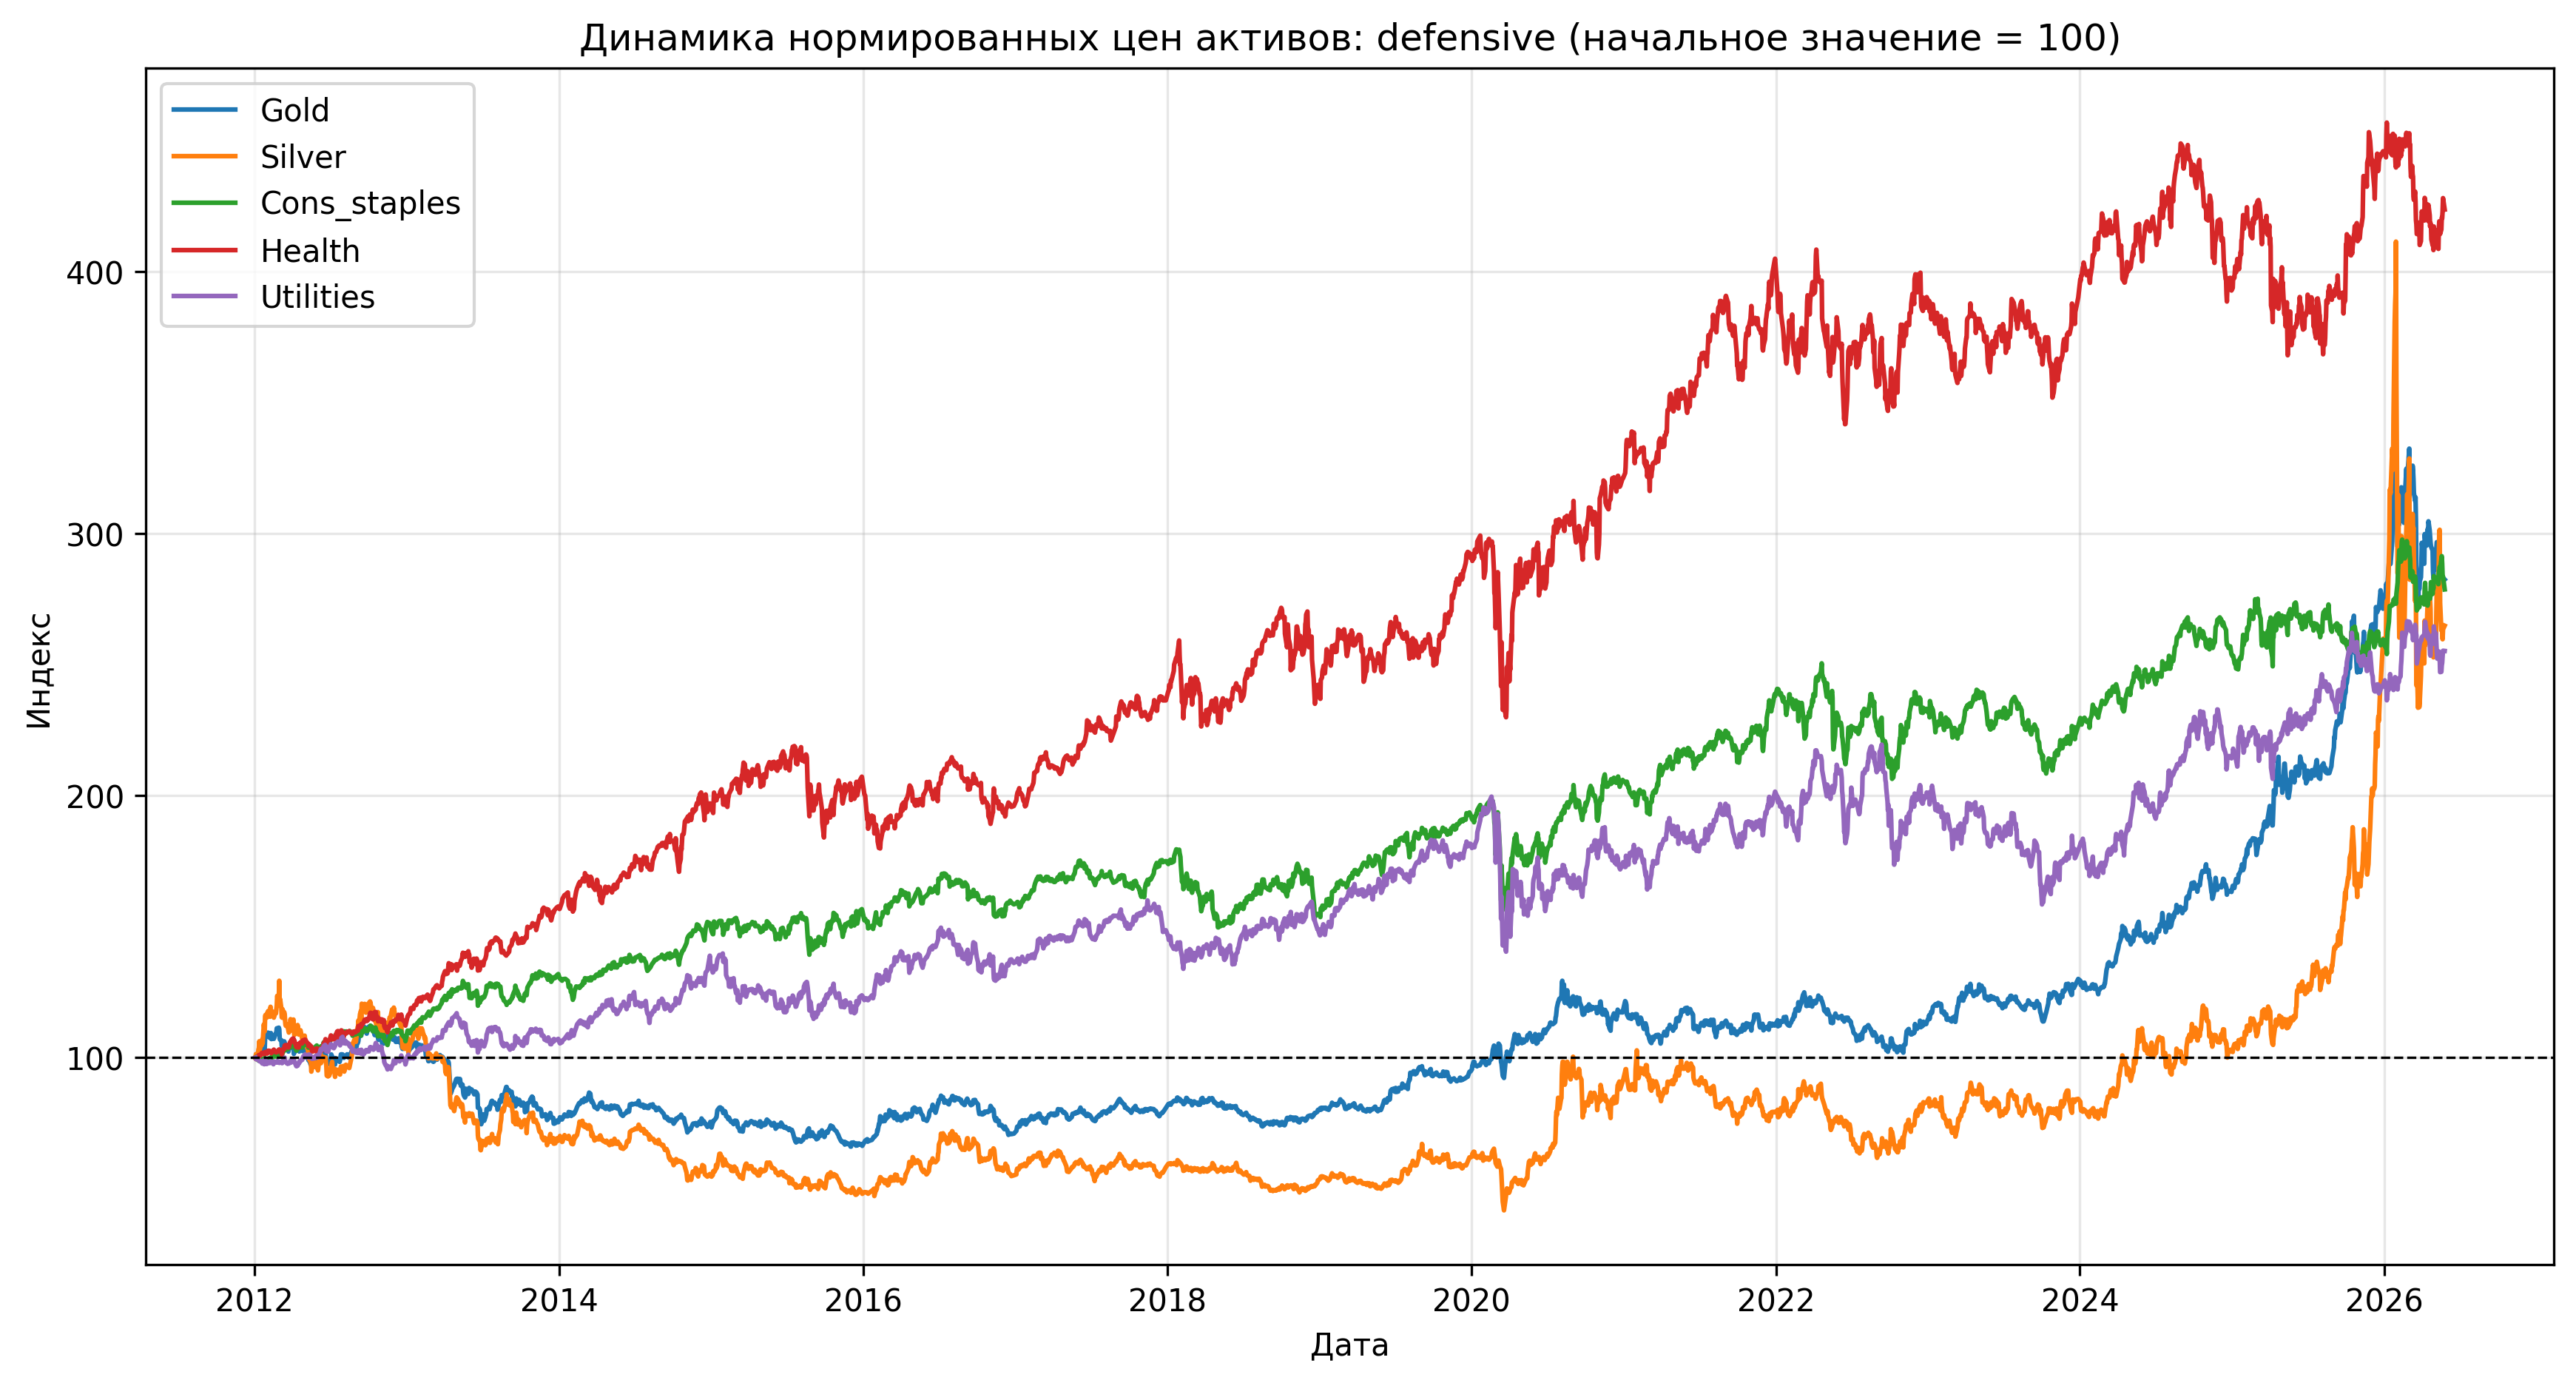 Динамика нормированных цен активов: defensive (начальное значение = 100)
Gold
Silver
Cons_staples
Health
Utilities
Индекс
400
300
200
100
2012 2014 2016 2018 2020 2022 2024 2026
Дата